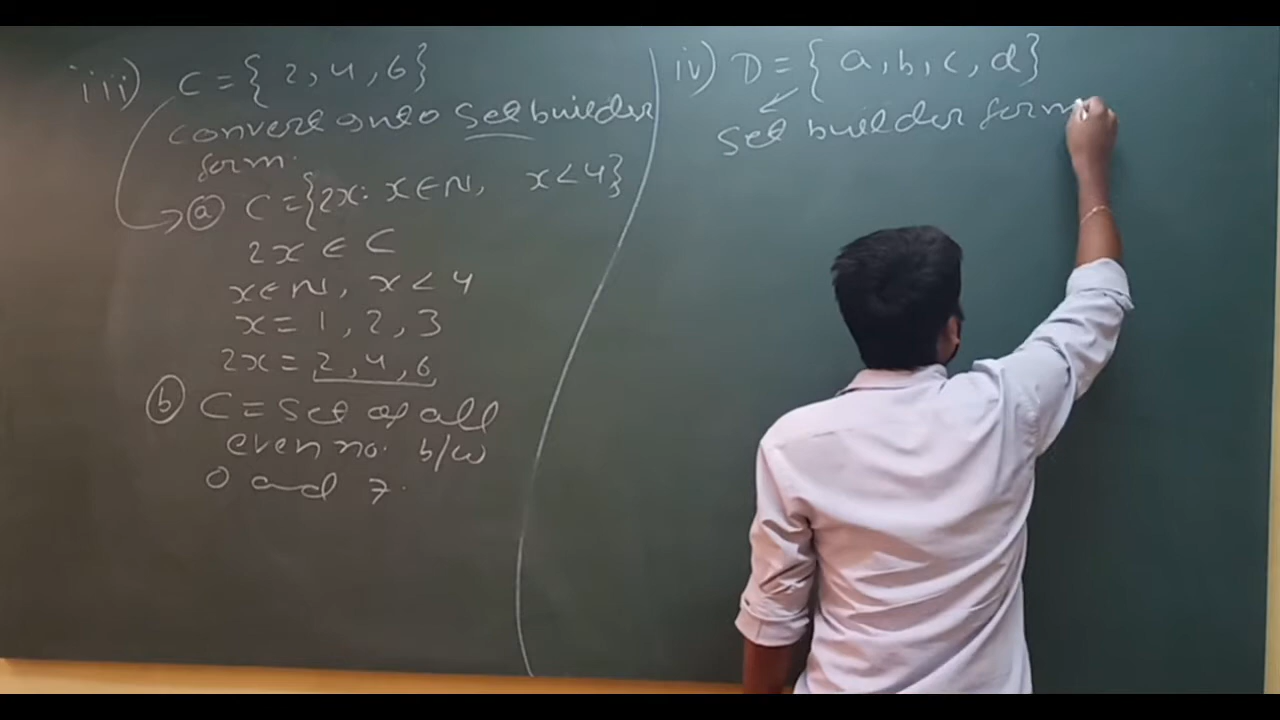 iii) C = { 2, 4, 6 }
convert onto set builder
form.
(a) C = {2x: x ∈ N, x < 4}
2x ∈ C
x ∈ N, x < 4
x = 1, 2, 3
2x = 2, 4, 6
(b) C = Set of all
even no. b/w
0 and 7.
iv) D = { a, b, c, d }
Set builder form